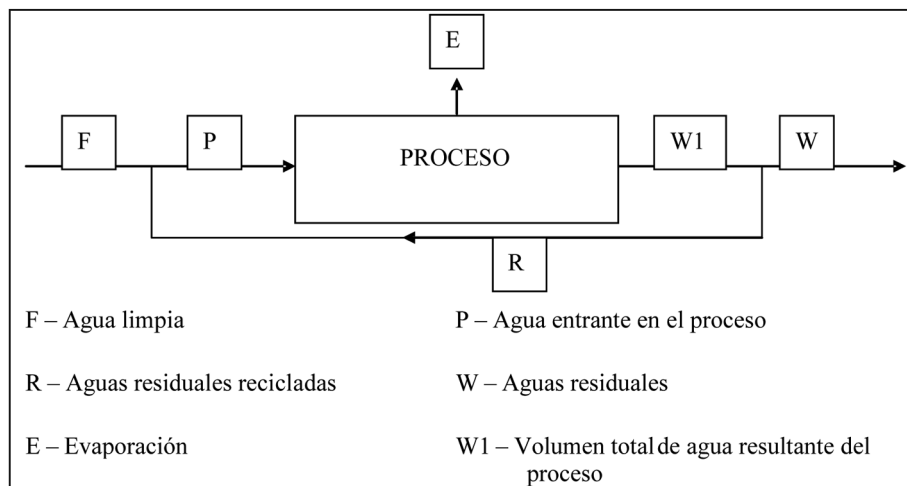 E
F
P
PROCESO
W1
W
R
F – Agua limpia
P – Agua entrante en el proceso
R – Aguas residuales recicladas
W – Aguas residuales
E – Evaporación
W1 – Volumen total de agua resultante del
proceso